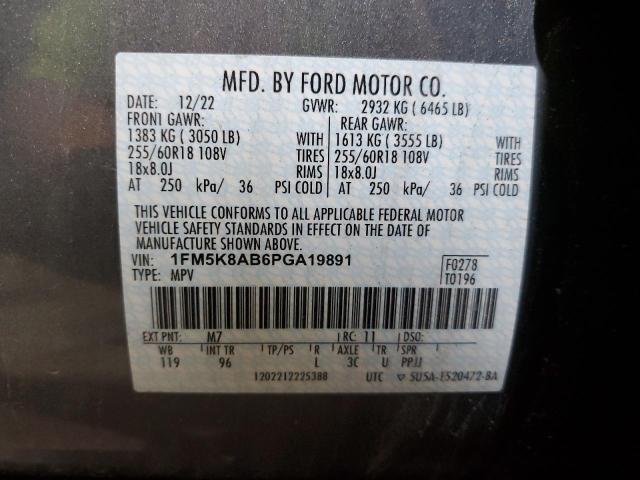 MFD. BY FORD MOTOR CO.
DATE: 12/22 GVWR: 2932 KG ( 6465 LB)
FRONT GAWR: REAR GAWR:
1383 KG ( 3050 LB) WITH 1613 KG ( 3555 LB) WITH
255/60R18 108V TIRES 255/60R18 108V TIRES
18x8.0J RIMS 18x8.0J RIMS
AT 250 kPa/ 36 PSI COLD AT 250 kPa/ 36 PSI COLD
THIS VEHICLE CONFORMS TO ALL APPLICABLE FEDERAL MOTOR
VEHICLE SAFETY STANDARDS IN EFFECT ON THE DATE OF
MANUFACTURE SHOWN ABOVE.
VIN: 1FM5K8AB6PGA19891 F0278
TYPE: MPV T0196
EXT PNT: M7 RC: 11 DSO:
WB INT TR TP/PS R AXLE TR SPR
119 96 L 3C U PPJJ
1202212225388 UTC ▽ 5U5A-1520472-BA